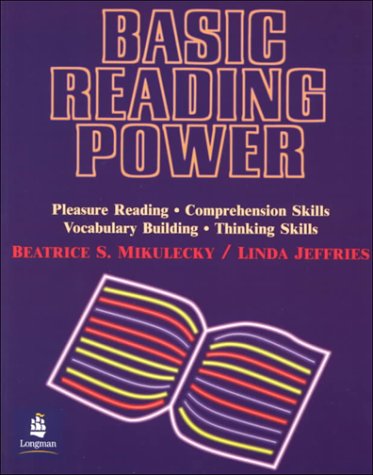 BASIC
READING
POWER
Pleasure Reading • Comprehension Skills
Vocabulary Building • Thinking Skills
BEATRICE S. MIKULECKY / LINDA JEFFRIES
Longman